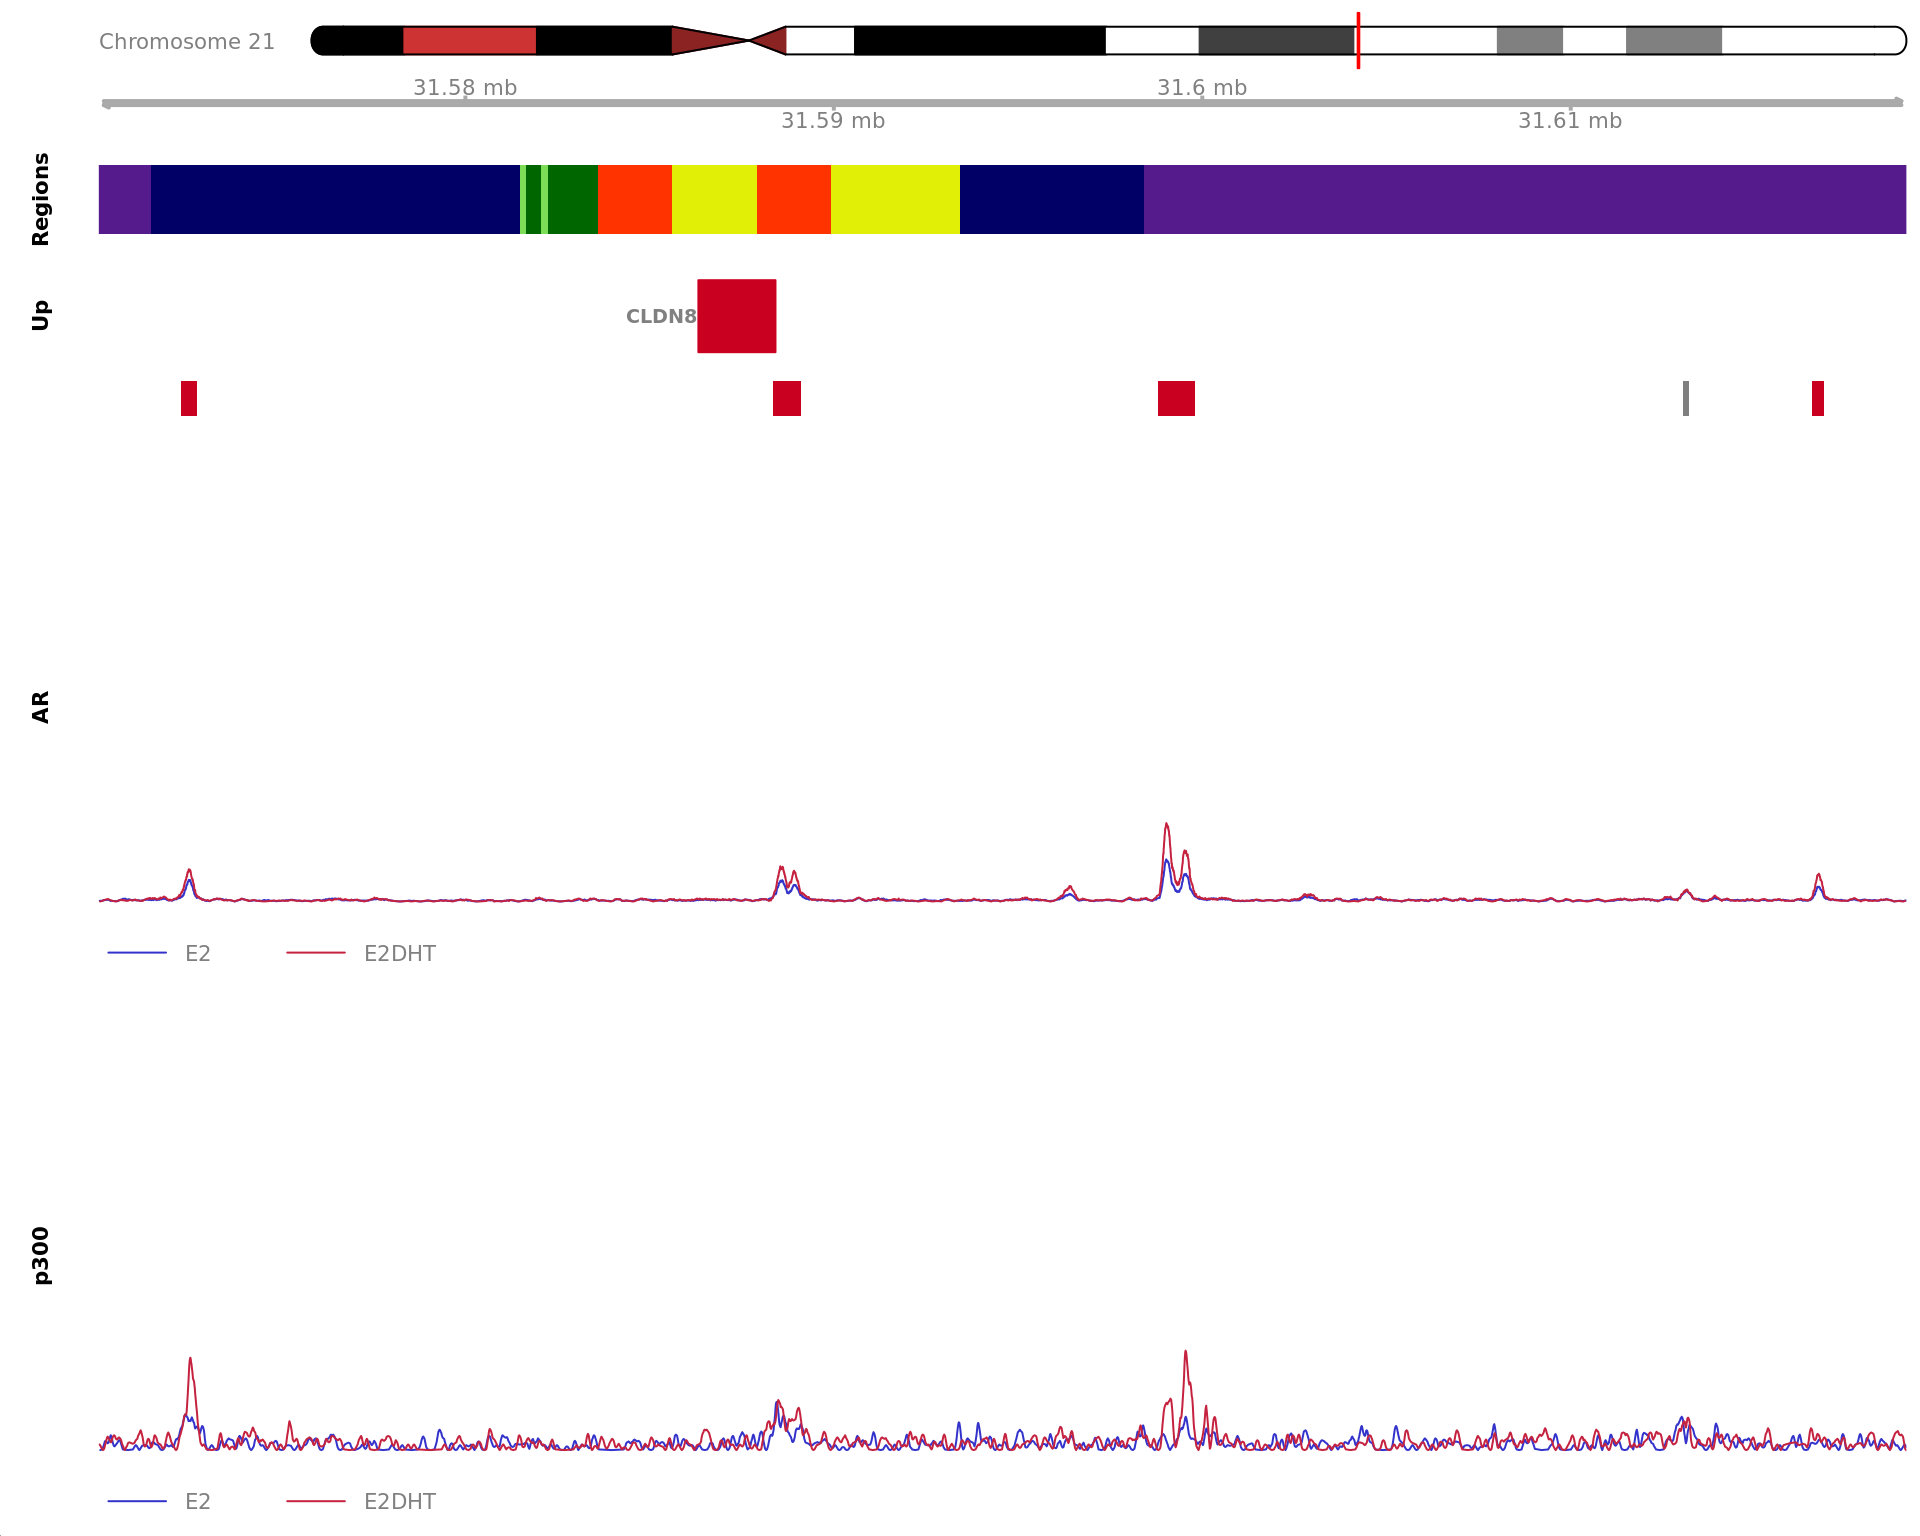 Chromosome 21
31.58 mb
31.6 mb
31.59 mb
31.61 mb
Regions
Up
CLDN8
AR
E2
E2DHT
p300
E2
E2DHT